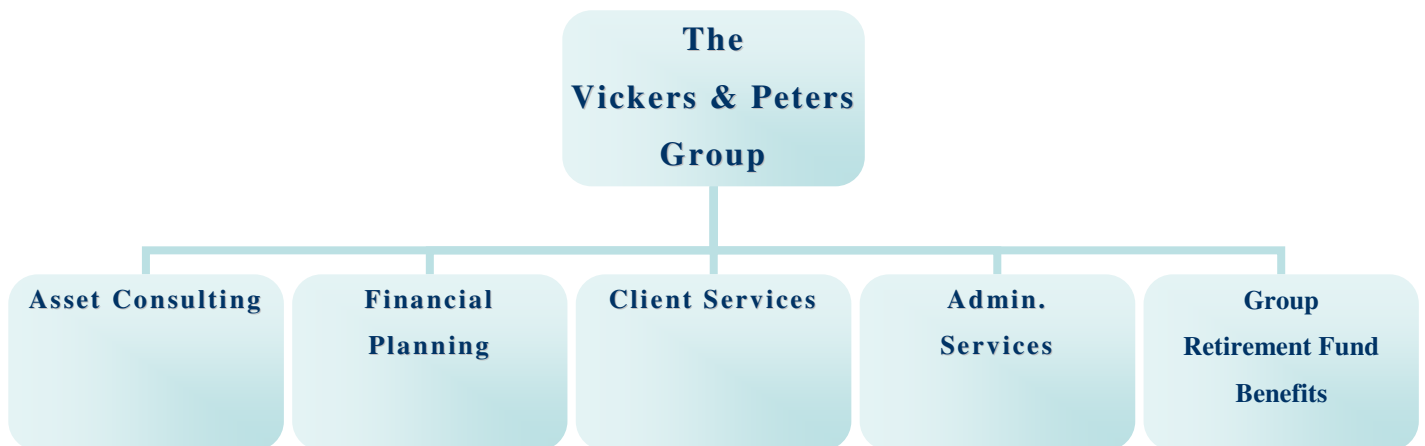 The
Vickers & Peters
Group
Asset Consulting
Financial
Planning
Client Services
Admin.
Services
Group
Retirement Fund
Benefits